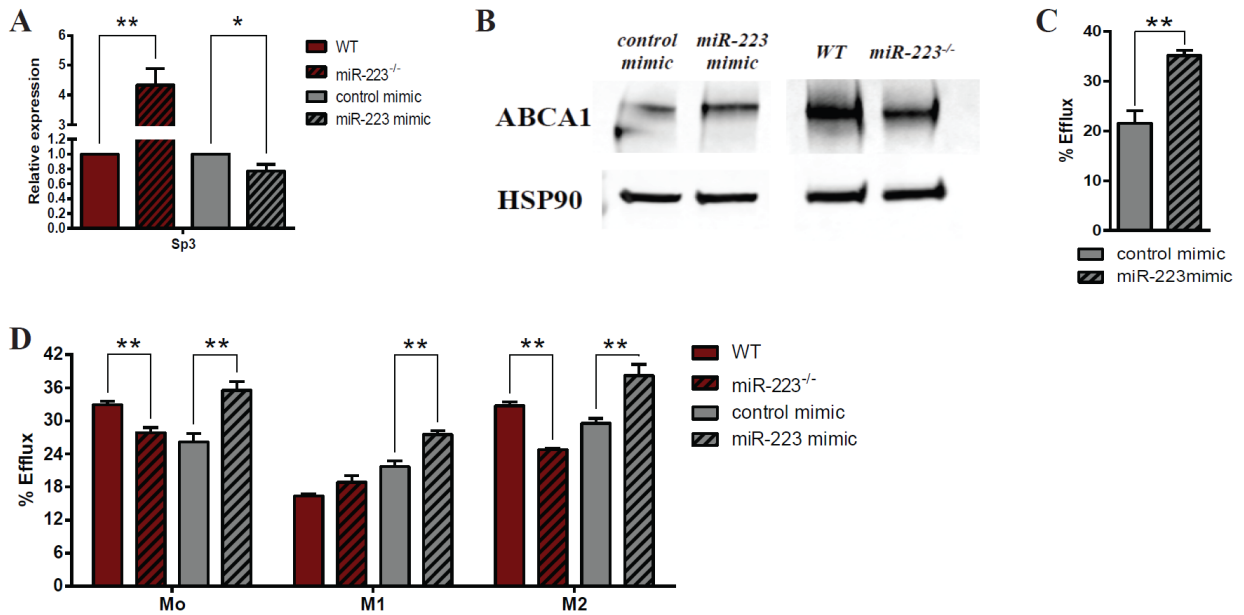 A
**
*
6
5
4
3
2
1.0
0.8
0.6
0.4
0.2
0.0
Relative expression
Sp3
WT
miR-223-/-
control mimic
miR-223 mimic
B
control mimic
miR-223 mimic
WT
miR-223-/-
ABCA1
HSP90
C
**
40
30
20
10
0
% Efflux
control mimic
miR-223mimic
D
**
**
**
**
**
42
36
30
24
18
12
6
0
% Efflux
Mo
M1
M2
WT
miR-223-/-
control mimic
miR-223 mimic